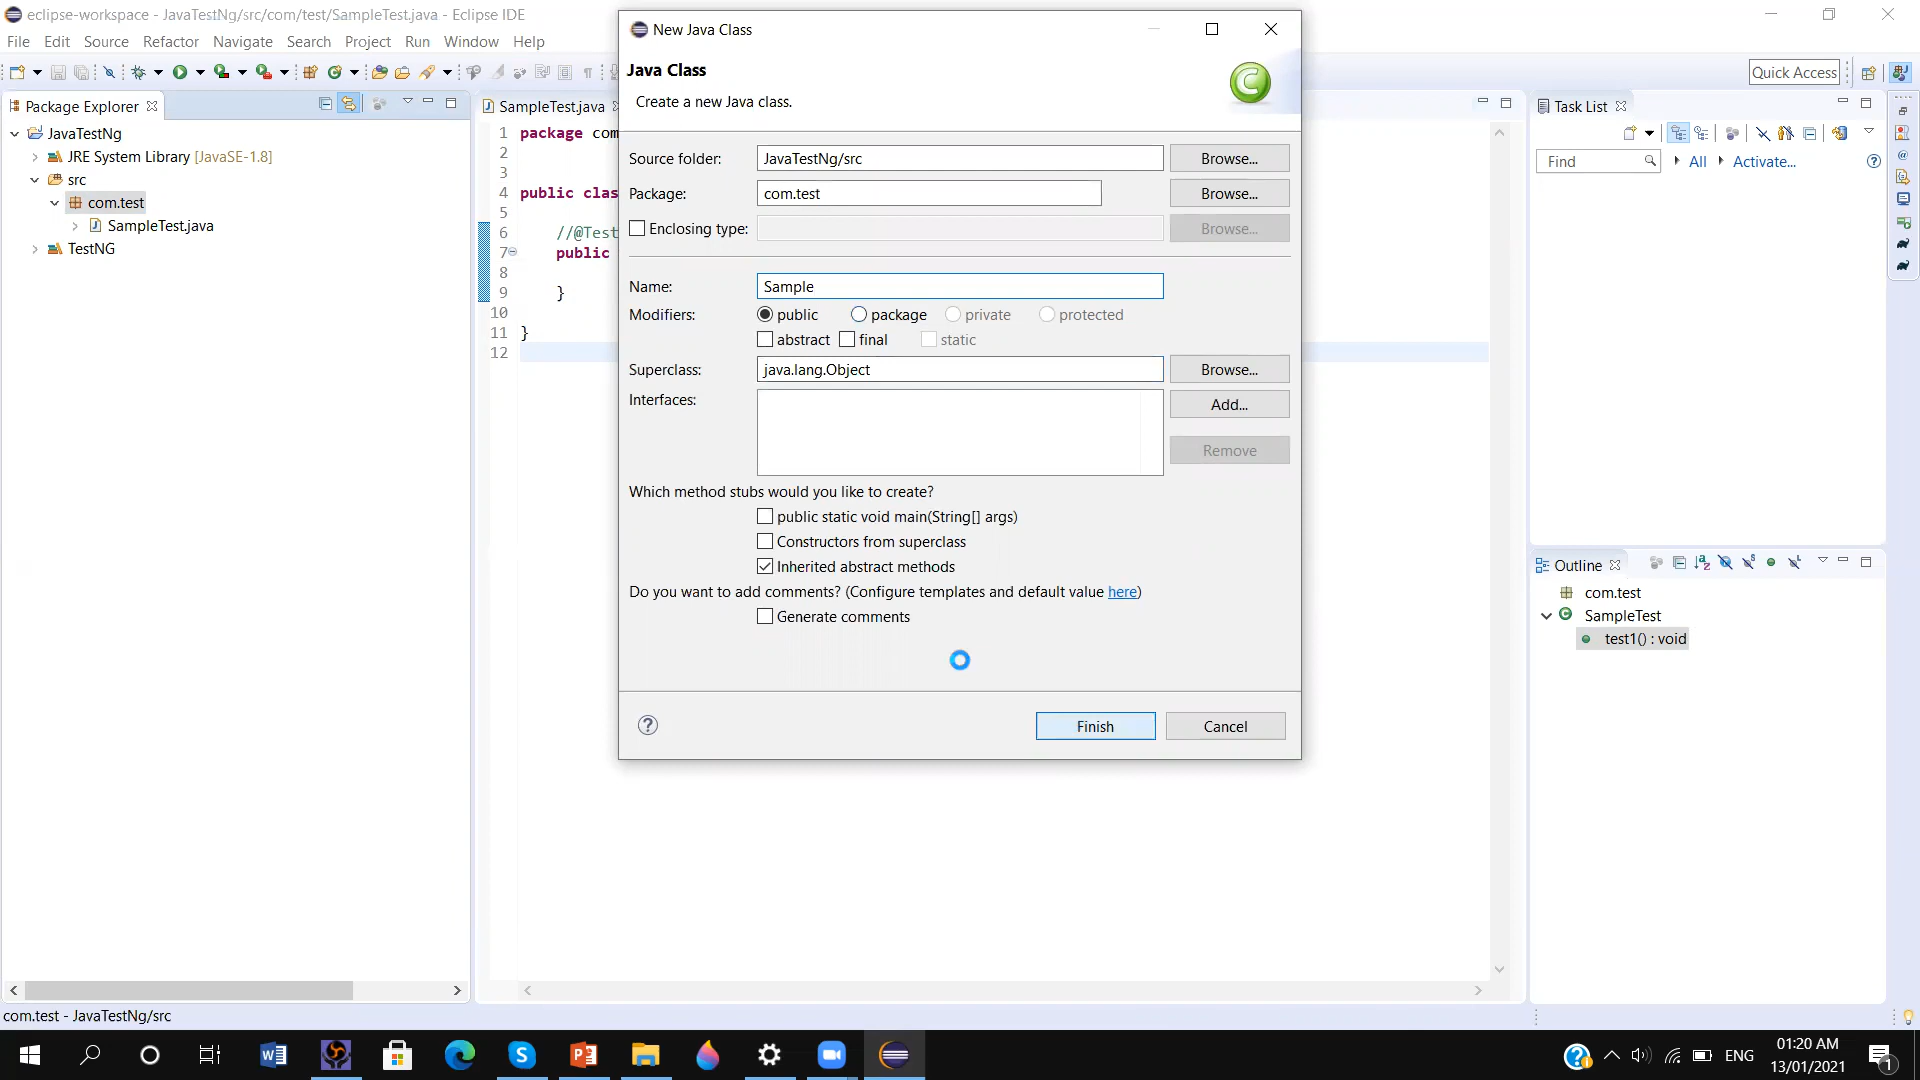 eclipse-workspace - JavaTestNg/src/com/test/SampleTest.java - Eclipse IDE
File Edit Source Refactor Navigate Search Project Run Window Help
Quick Access
Package Explorer
JavaTestNg
JRE System Library [JavaSE-1.8]
src
com.test
SampleTest.java
TestNG
SampleTest.java
1 package com
2
3
4 public clas
5
6 //@Test
7 public
8
9 }
10
11 }
12
New Java Class
Java Class
Create a new Java class.
Source folder: JavaTestNg/src Browse...
Package: com.test Browse...
Enclosing type: Browse...
Name: Sample
Modifiers: public package private protected
abstract final static
Superclass: java.lang.Object Browse...
Interfaces: Add...
Remove
Which method stubs would you like to create?
public static void main(String[] args)
Constructors from superclass
Inherited abstract methods
Do you want to add comments? (Configure templates and default value here)
Generate comments
Finish Cancel
Task List
Find All Activate...
Outline
com.test
SampleTest
test1() : void
com.test - JavaTestNg/src
ENG
01:20 AM
13/01/2021
1